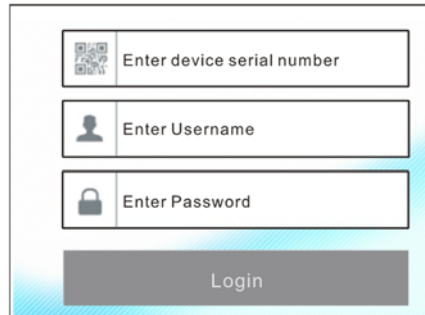 Enter device serial number
Enter Username
Enter Password
Login